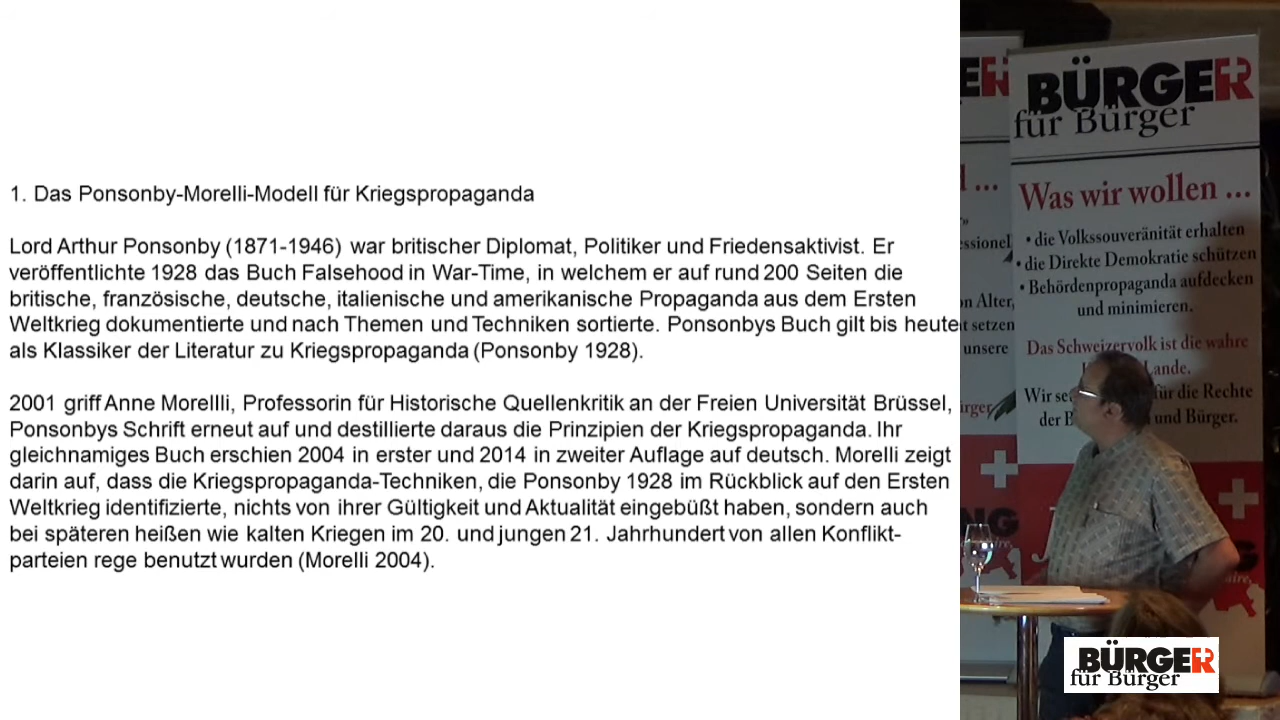 1. Das Ponsonby-Morelli-Modell für Kriegspropaganda
Lord Arthur Ponsonby (1871-1946) war britischer Diplomat, Politiker und Friedensaktivist. Er
veröffentlichte 1928 das Buch Falsehood in War-Time, in welchem er auf rund 200 Seiten die
britische, französische, deutsche, italienische und amerikanische Propaganda aus dem Ersten
Weltkrieg dokumentierte und nach Themen und Techniken sortierte. Ponsonbys Buch gilt bis heute
als Klassiker der Literatur zu Kriegspropaganda (Ponsonby 1928).
2001 griff Anne Morellli, Professorin für Historische Quellenkritik an der Freien Universität Brüssel,
Ponsonbys Schrift erneut auf und destillierte daraus die Prinzipien der Kriegspropaganda. Ihr
gleichnamiges Buch erschien 2004 in erster und 2014 in zweiter Auflage auf deutsch. Morelli zeigt
darin auf, dass die Kriegspropaganda-Techniken, die Ponsonby 1928 im Rückblick auf den Ersten
Weltkrieg identifizierte, nichts von ihrer Gültigkeit und Aktualität eingebüßt haben, sondern auch
bei späteren heißen wie kalten Kriegen im 20. und jungen 21. Jahrhundert von allen Konflikt-
parteien rege benutzt wurden (Morelli 2004).
BÜRGER
für Bürger
Was wir wollen ...
• die Volkssouveränität erhalten
• die Direkte Demokratie schützen
• Behördenpropaganda aufdecken
und minimieren.
Das Schweizervolk ist die wahre
Lande.
Wir für die Rechte
der und Bürger.
ER
...
n Alter,
t setzen
unsere
BÜRGER
für Bürger